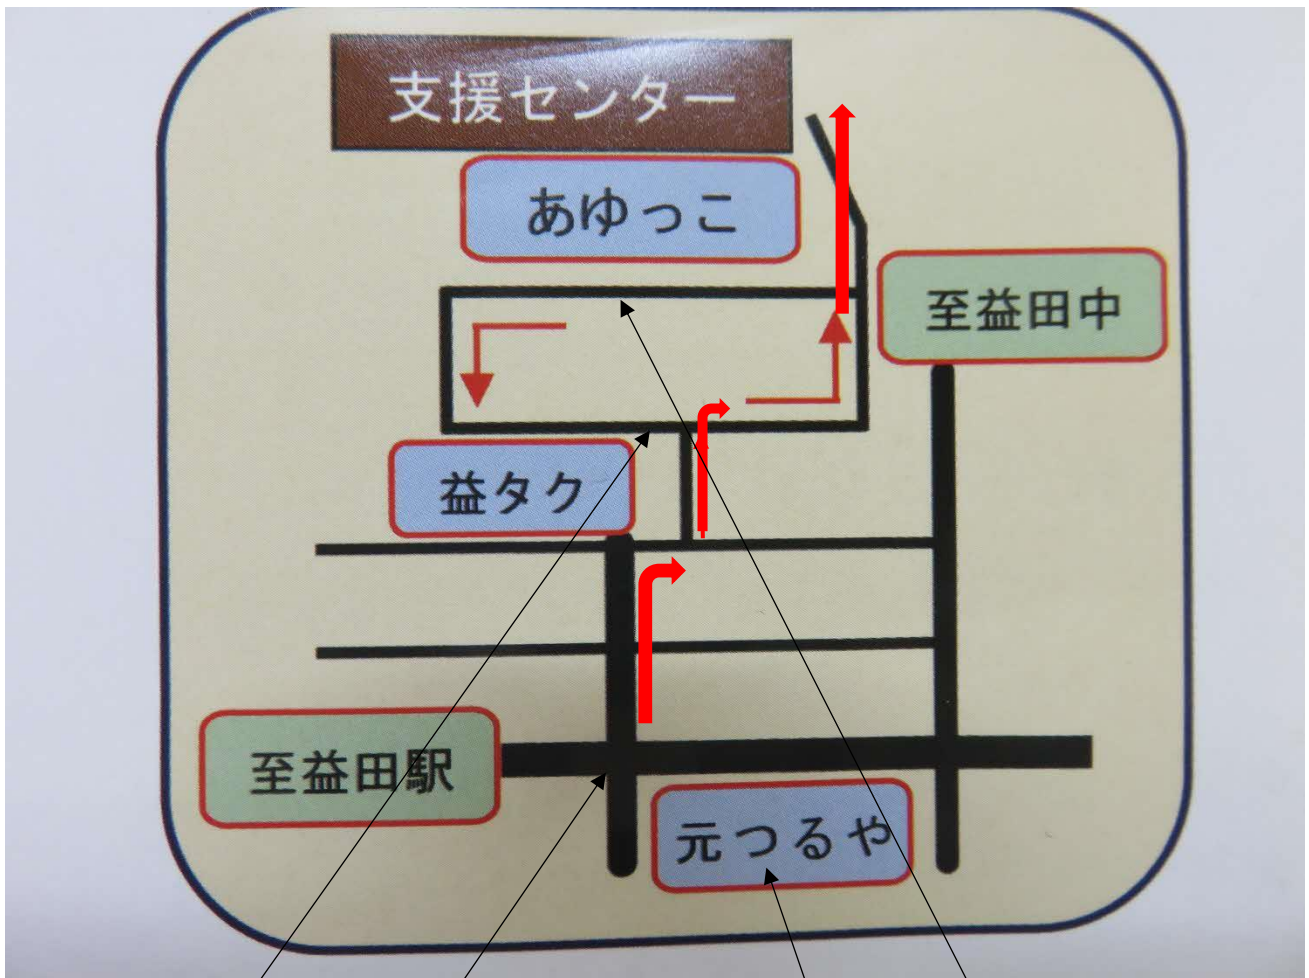 支援センター
あゆっこ
至益田中
益タク
至益田駅
元つるや